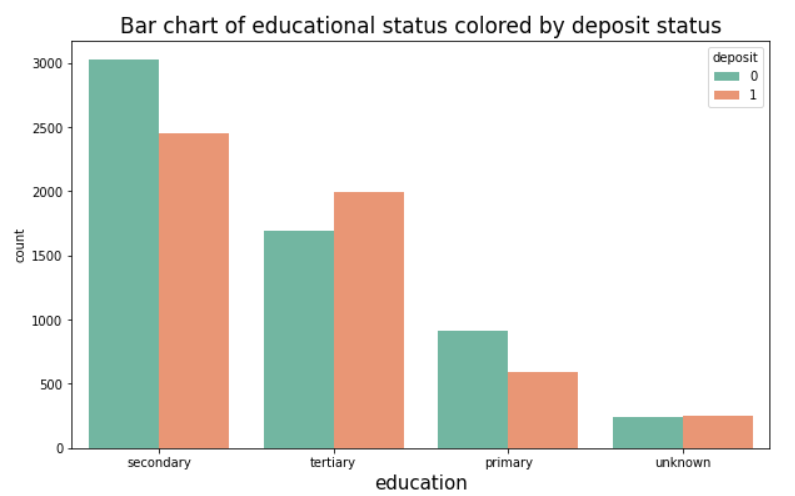 Bar chart of educational status colored by deposit status
deposit
0
1
3000
2500
2000
1500
1000
500
0
count
secondary
tertiary
primary
unknown
education